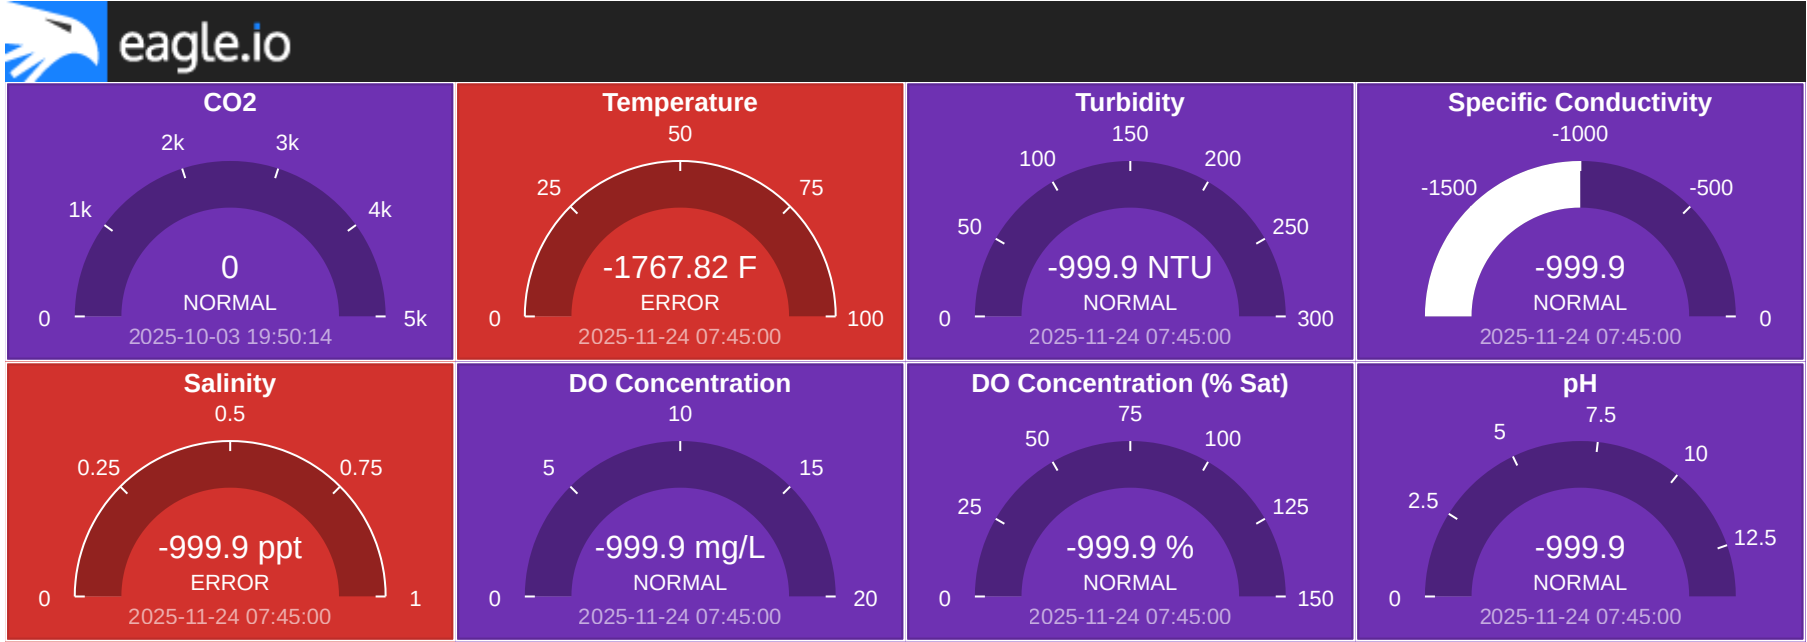 eagle.io
CO2
2k 3k
1k 4k
0
NORMAL
0 5k
2025-10-03 19:50:14
Temperature
50
25 75
-1767.82 F
ERROR
0 100
2025-11-24 07:45:00
Turbidity
150
100 200
50 250
-999.9 NTU
NORMAL
0 300
2025-11-24 07:45:00
Specific Conductivity
-1000
-1500 -500
-999.9
NORMAL
0
2025-11-24 07:45:00
Salinity
0.5
0.25 0.75
-999.9 ppt
ERROR
0 1
2025-11-24 07:45:00
DO Concentration
10
5 15
-999.9 mg/L
NORMAL
0 20
2025-11-24 07:45:00
DO Concentration (% Sat)
75
50 100
25 125
-999.9 %
NORMAL
0 150
2025-11-24 07:45:00
pH
7.5
5 10
2.5 12.5
-999.9
NORMAL
0
2025-11-24 07:45:00